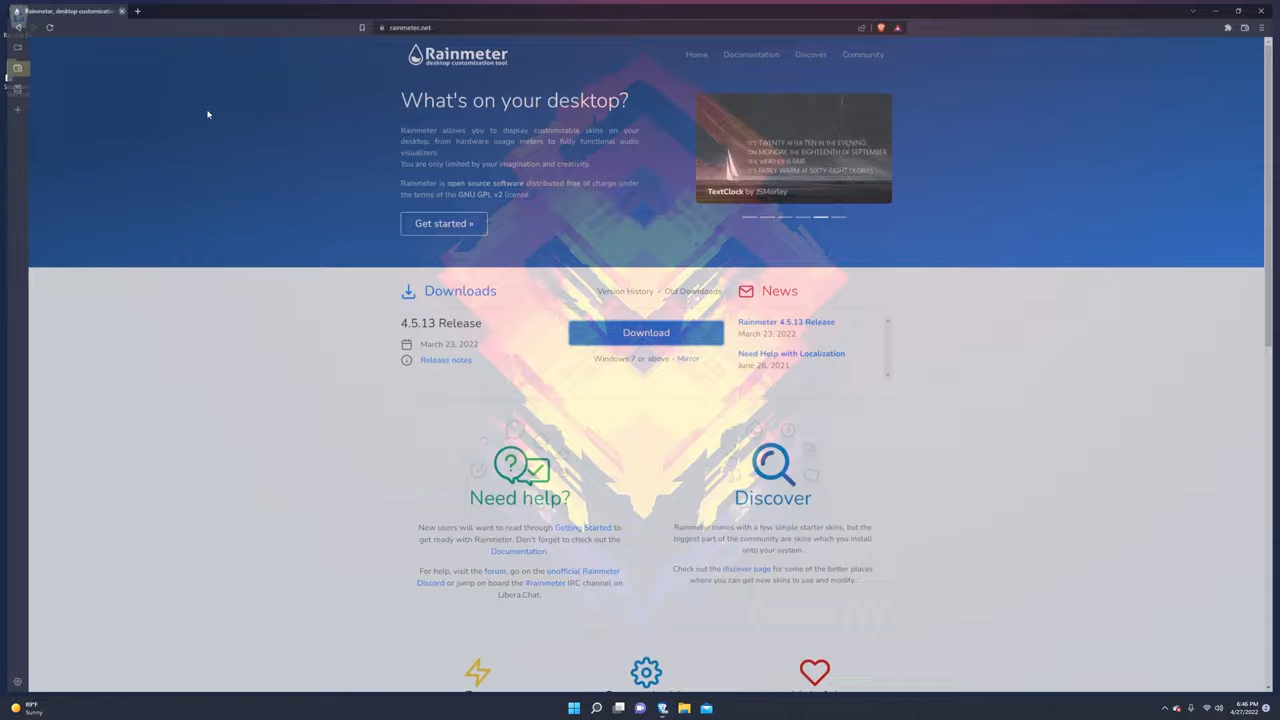 Rainmeter, desktop customizati
rainmeter.net
Rainmeter
desktop customization tool
Home
Documentation
Discover
Community
What's on your desktop?
Rainmeter allows you to display customizable skins on your
desktop, from hardware usage meters to fully functional audio
visualizers.
You are only limited by your imagination and creativity.
Rainmeter is open source software distributed free of charge under
the terms of the GNU GPL v2 license.
Get started »
IT'S TWENTY AFTER TEN IN THE EVENING
ON MONDAY THE EIGHTEENTH OF SEPTEMBER
THE WEATHER IS FAIR
IT'S FAIRLY WARM AT SIXTY-EIGHT DEGREES
TextClock by JSMorley
Downloads
Version History - Old Downloads
4.5.13 Release
March 23, 2022
Release notes
Download
Windows 7 or above - Mirror
News
Rainmeter 4.5.13 Release
March 23, 2022
Need Help with Localization
June 26, 2021
Need help?
New users will want to read through Getting Started to
get ready with Rainmeter. Don't forget to check out the
Documentation.
For help, visit the forum, go on the unofficial Rainmeter
Discord or jump on board the #rainmeter IRC channel on
Libera.Chat.
Discover
Rainmeter comes with a few simple starter skins, but the
biggest part of the community are skins which you install
onto your system.
Check out the discover page for some of the better places
where you can get new skins to use and modify.
89°F
Sunny
6:46 PM
4/27/2022